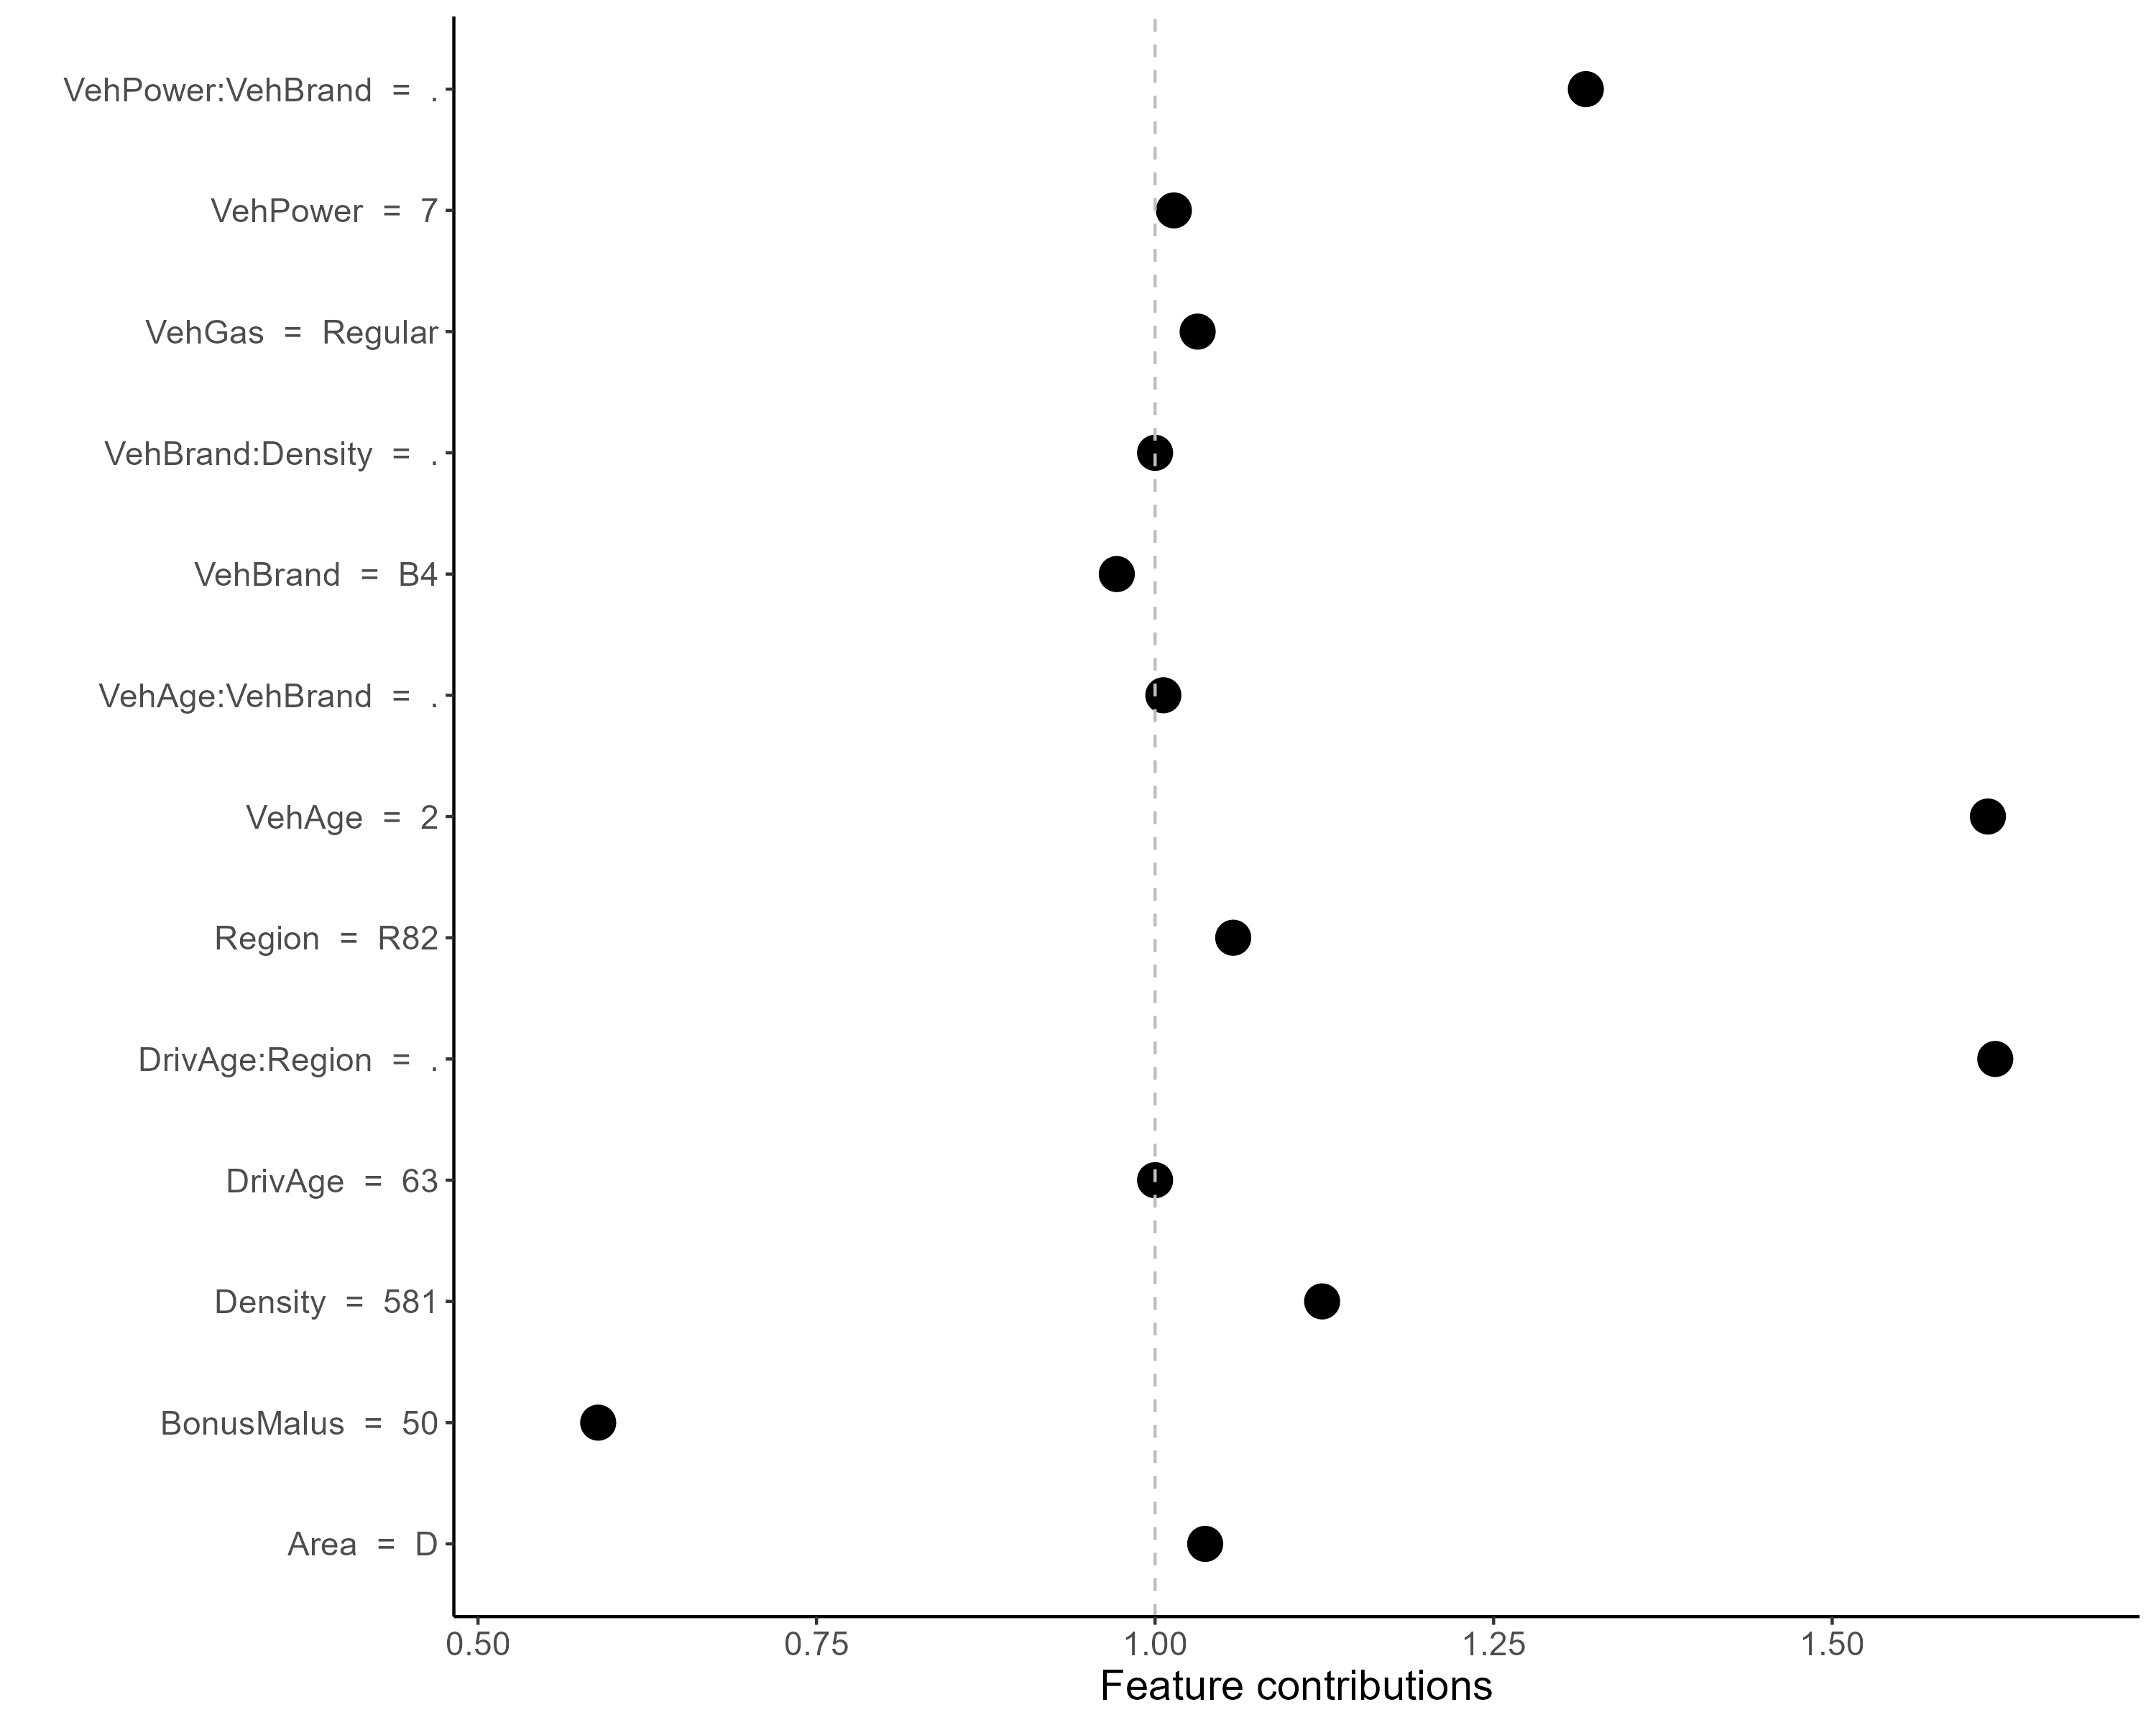 VehPower:VehBrand = .
VehPower = 7
VehGas = Regular
VehBrand:Density = .
VehBrand = B4
VehAge:VehBrand = .
VehAge = 2
Region = R82
DrivAge:Region = .
DrivAge = 63
Density = 581
BonusMalus = 50
Area = D
0.50 0.75 1.00 1.25 1.50
Feature contributions